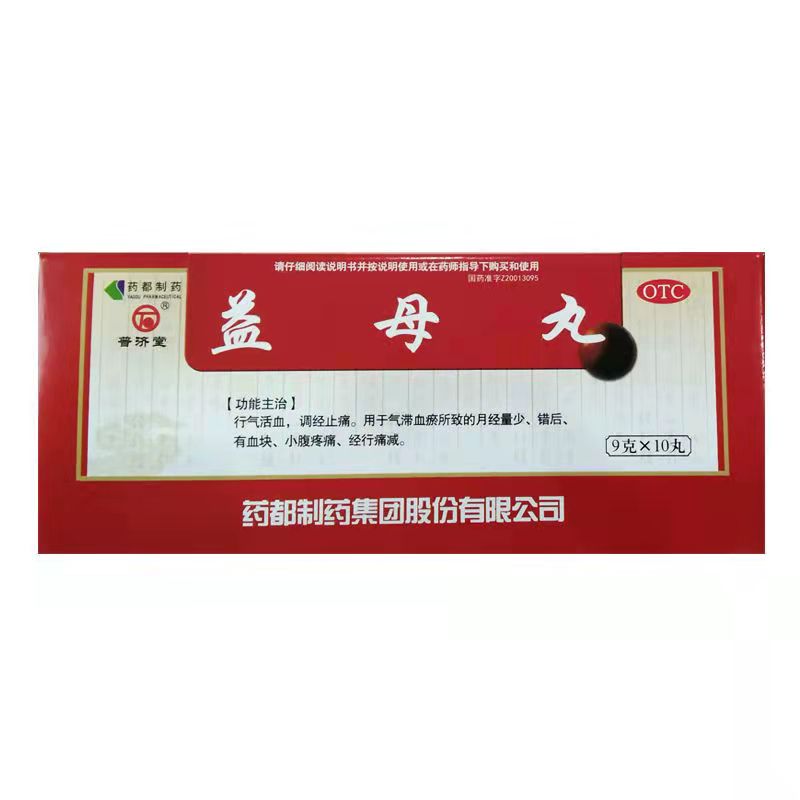 请仔细阅读说明书并按说明使用或在药师指导下购买和使用
国药准字Z20013095
药都制药
YAODU PHARMACEUTICAL
®
普济堂
益母丸
OTC
【功能主治】
行气活血，调经止痛。用于气滞血瘀所致的月经量少、错后、
有血块、小腹疼痛、经行痛减。
9克×10丸
药都制药集团股份有限公司